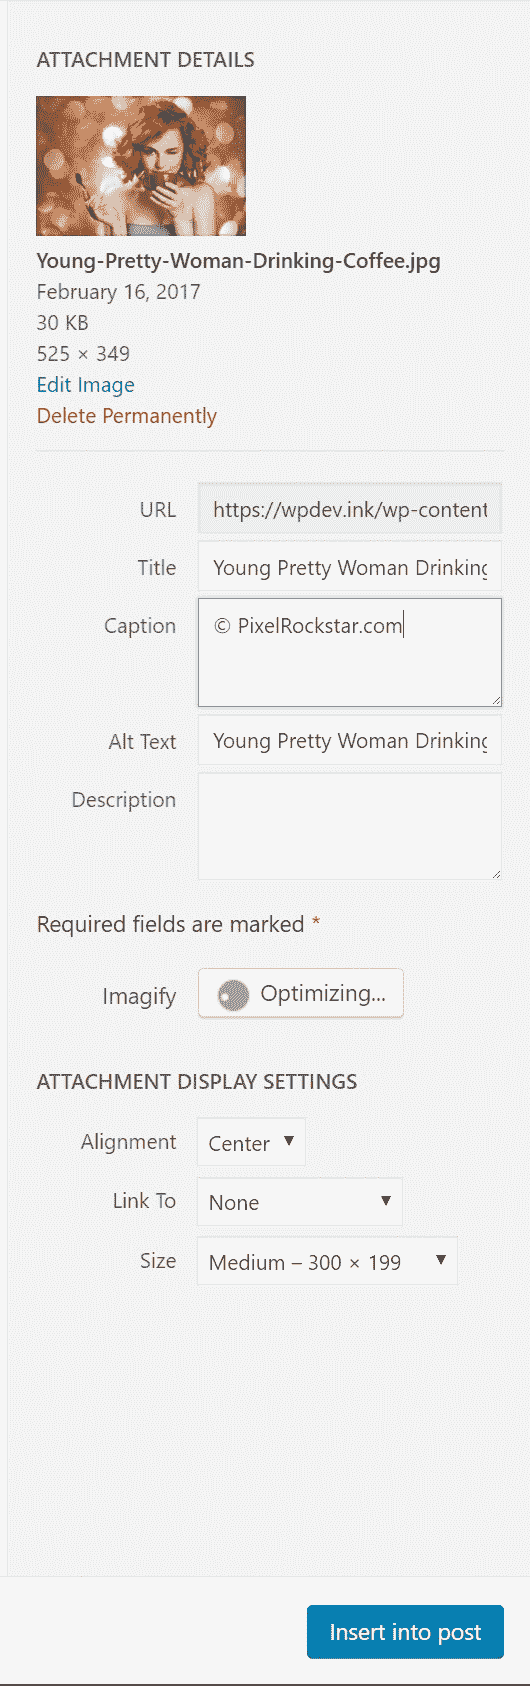 ATTACHMENT DETAILS
Young-Pretty-Woman-Drinking-Coffee.jpg
February 16, 2017
30 KB
525 × 349
Edit Image
Delete Permanently
URL https://wpdev.ink/wp-content
Title Young Pretty Woman Drinking
Caption © PixelRockstar.com
Alt Text Young Pretty Woman Drinking
Description
Required fields are marked *
Imagify Optimizing...
ATTACHMENT DISPLAY SETTINGS
Alignment Center
Link To None
Size Medium – 300 × 199
Insert into post